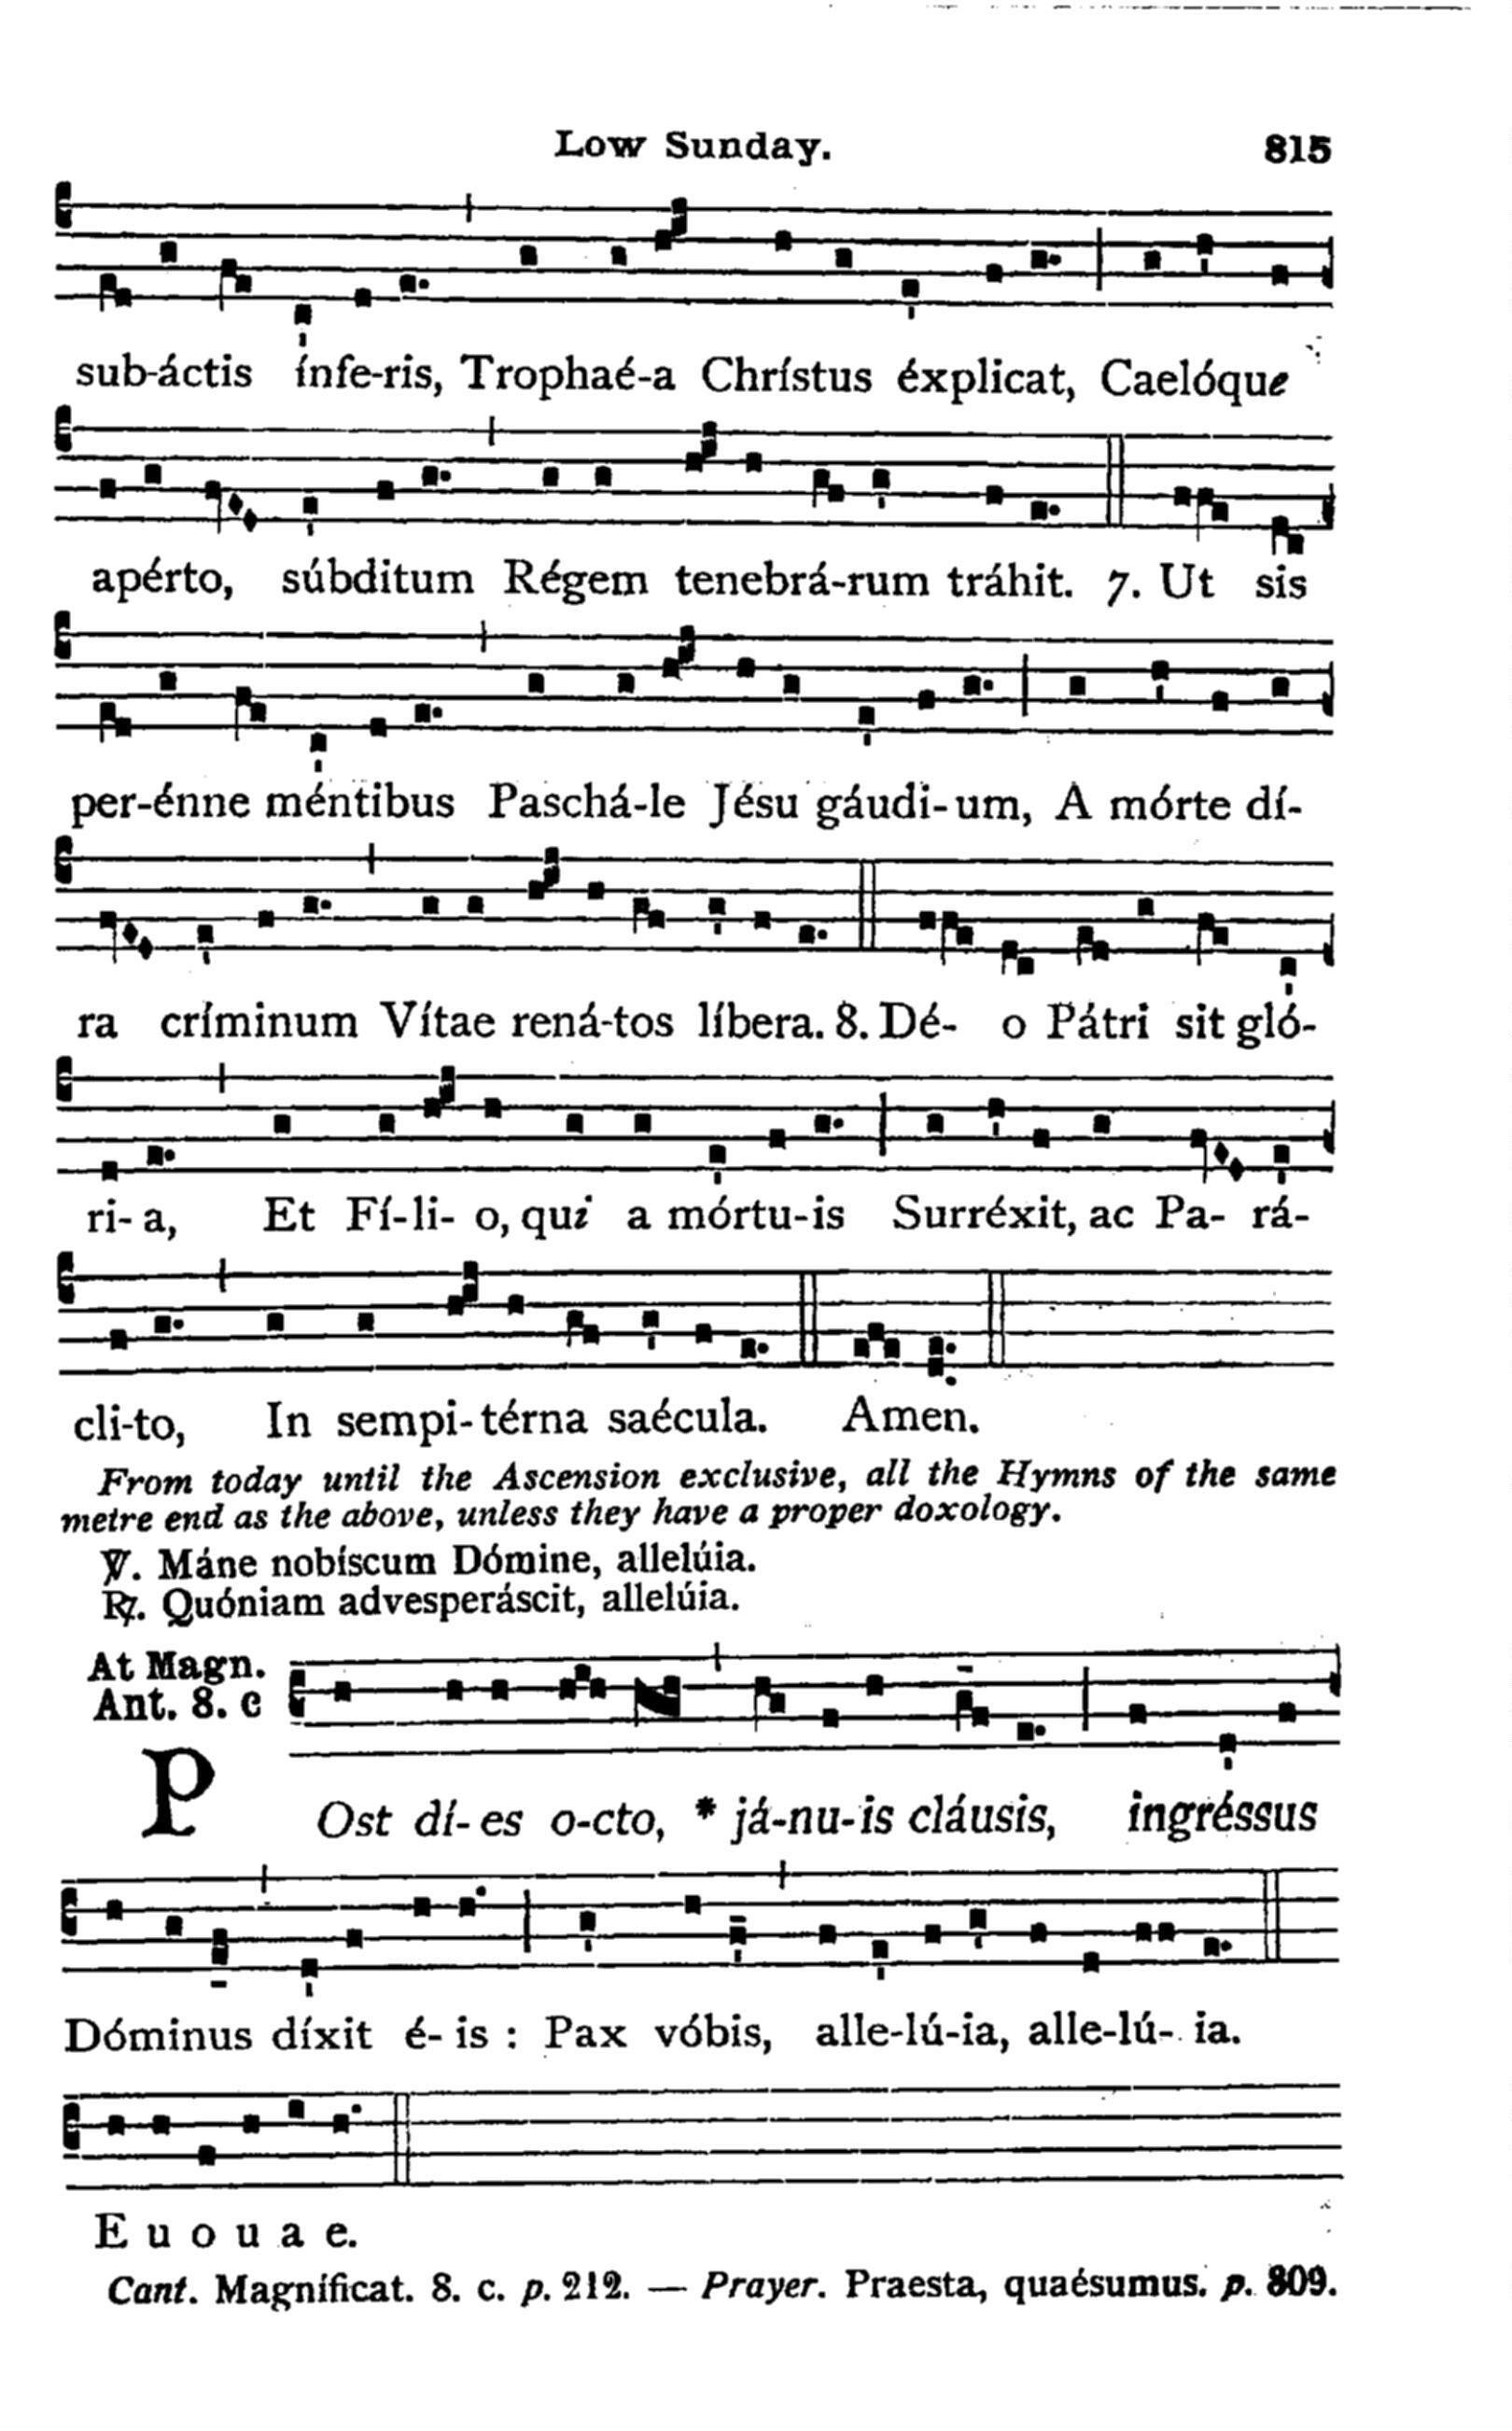 Low Sunday. 815
sub-áctis ínfe-ris, Trophaé-a Chrístus éxplicat, Caelóque
apérto, súbditum Régem tenebrá-rum tráhit. 7. Ut sis
per-énne méntibus Paschá-le Jésu gáudi-um, A mórte dí-
ra críminum Vítae rená-tos líbera. 8. Dé- o Pátri sit gló-
ri- a, Et Fí-li- o, qui a mórtu-is Surréxit, ac Pa- rá-
cli-to, In sempi-térna saécula. Amen.
From today until the Ascension exclusive, all the Hymns of the same
metre end as the above, unless they have a proper doxology.
℣. Máne nobíscum Dómine, allelúia.
℟. Quóniam advesperáscit, allelúia.
At Magn.
Ant. 8. c
POst dí- es o-cto, * já-nu-is cláusis, ingréssus
Dóminus díxit é- is : Pax vóbis, alle-lú-ia, alle-lú- ia.
E u o u a e.
Cant. Magníficat. 8. c. p. 212. — Prayer. Praesta, quaésumus. p. 809.